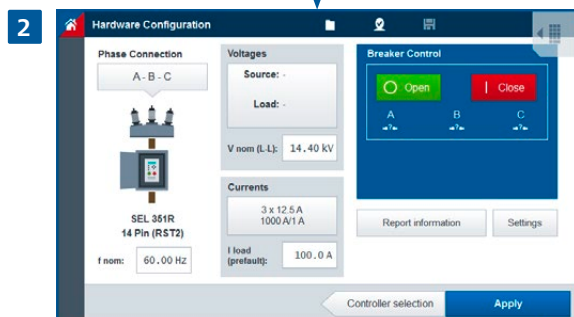 2
Hardware Configuration
Phase Connection
A - B - C
SEL 351R
14 Pin (RST2)
f nom: 60.00 Hz
Voltages
Source: -
Load: -
V nom (L-L): 14.40 kV
Currents
3 x 12.5 A
1000 A/1 A
I load
(prefault): 100.0 A
Breaker Control
Open
Close
A B C
-?- -?- -?-
Report information
Settings
Controller selection
Apply